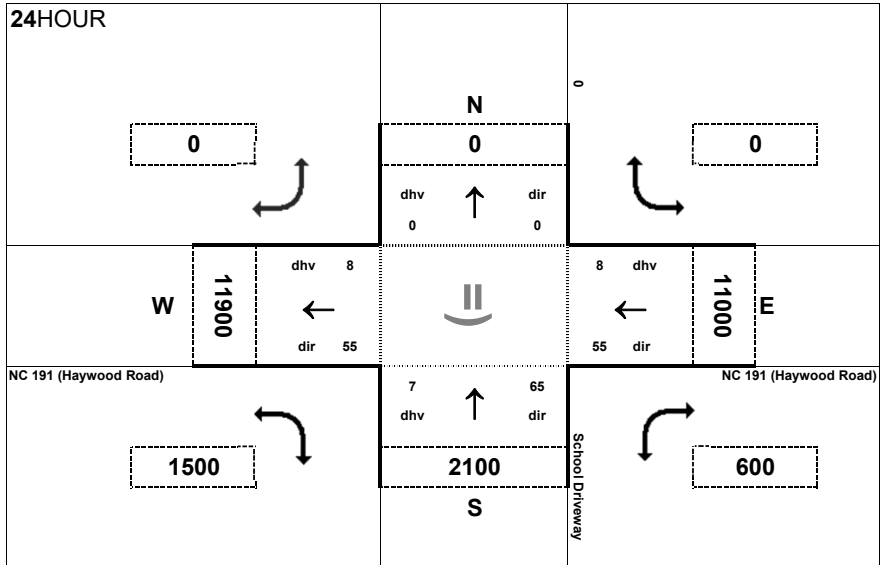 24HOUR
0
N
0
0
0
dhv
dir
0
0
dhv 8
8 dhv
W
11900
11000
E
dir 55
55 dir
NC 191 (Haywood Road)
NC 191 (Haywood Road)
7
65
dhv
dir
1500
2100
600
School Driveway
S